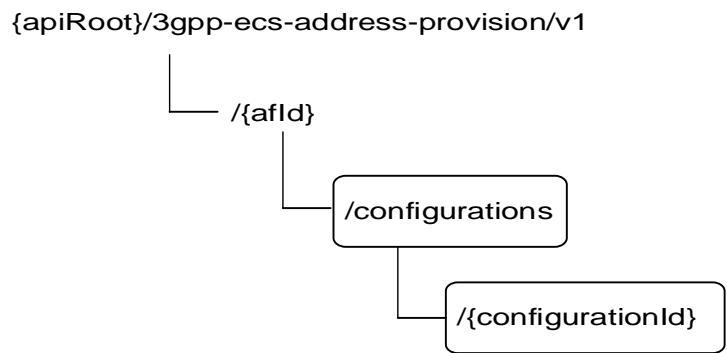 {apiRoot}/3gpp-ecs-address-provision/v1
/{afId}
/configurations
/{configurationId}